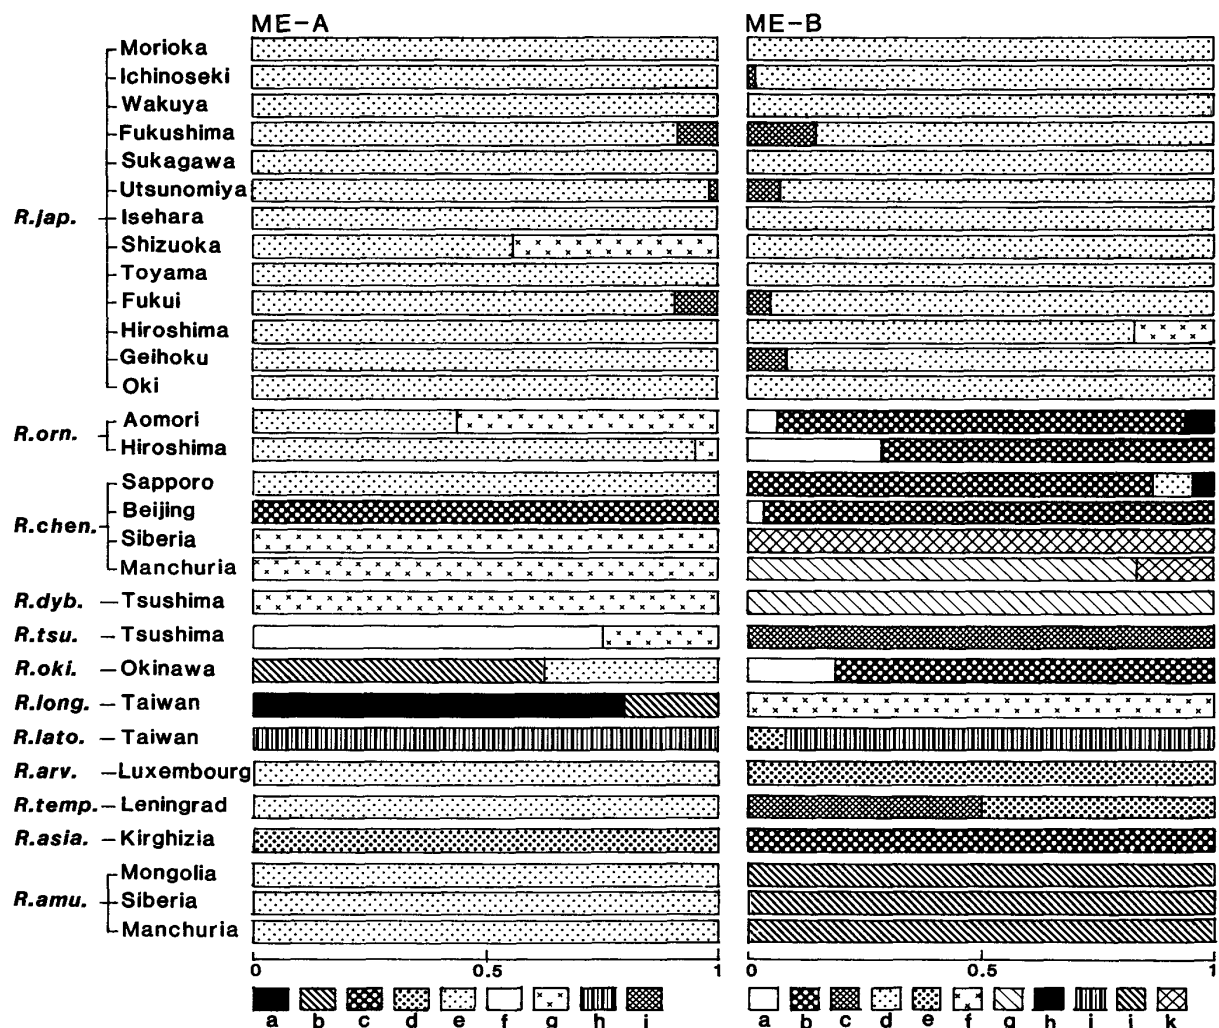 ME-A ME-B
Morioka
Ichinoseki
Wakuya
Fukushima
Sukagawa
Utsunomiya
R.jap. Isehara
Shizuoka
Toyama
Fukui
Hiroshima
Geihoku
Oki
Aomori
R.orn.
Hiroshima
Sapporo
Beijing
R.chen.
Siberia
Manchuria
R.dyb. Tsushima
R.tsu. Tsushima
R.oki. Okinawa
R.long. Taiwan
R.lato. Taiwan
R.arv. Luxembourg
R.temp. Leningrad
R.asia. Kirghizia
Mongolia
R.amu. Siberia
Manchuria
0 0.5 1 0 0.5 1
a b c d e f g h i a b c d e f g h i j k